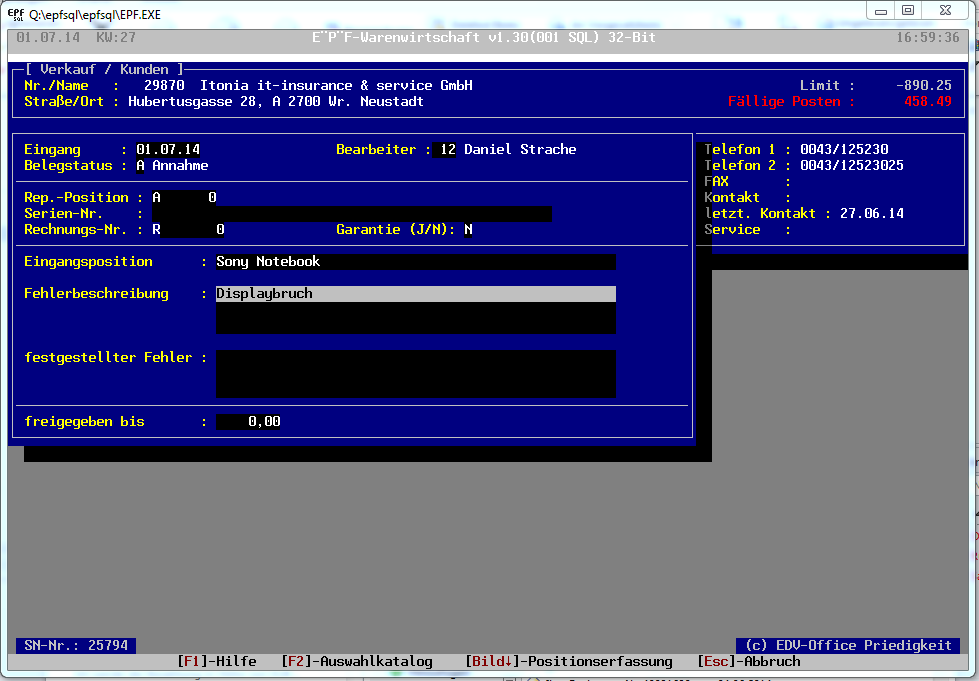 EPF SQL Q:\epfsql\epfsql\EPF.EXE
01.07.14 KW:27 E¨P¨F-Warenwirtschaft v1.30(001 SQL) 32-Bit 16:59:36
[ Verkauf / Kunden ]
Nr./Name : 29870 Itonia it-insurance & service GmbH Limit : -890.25
Straße/Ort : Hubertusgasse 28, A 2700 Wr. Neustadt Fällige Posten : 458.49
Eingang : 01.07.14 Bearbeiter : 12 Daniel Strache Telefon 1 : 0043/125230
Belegstatus : A Annahme Telefon 2 : 0043/12523025
FAX :
Rep.-Position : A 0 Kontakt :
Serien-Nr. : letzt. Kontakt : 27.06.14
Rechnungs-Nr. : R 0 Garantie (J/N): N Service :
Eingangsposition : Sony Notebook
Fehlerbeschreibung : Displaybruch
festgestellter Fehler :
freigegeben bis : 0,00
SN-Nr.: 25794 (c) EDV-Office Priedigkeit
[F1]-Hilfe [F2]-Auswahlkatalog [Bild↓]-Positionserfassung [Esc]-Abbruch